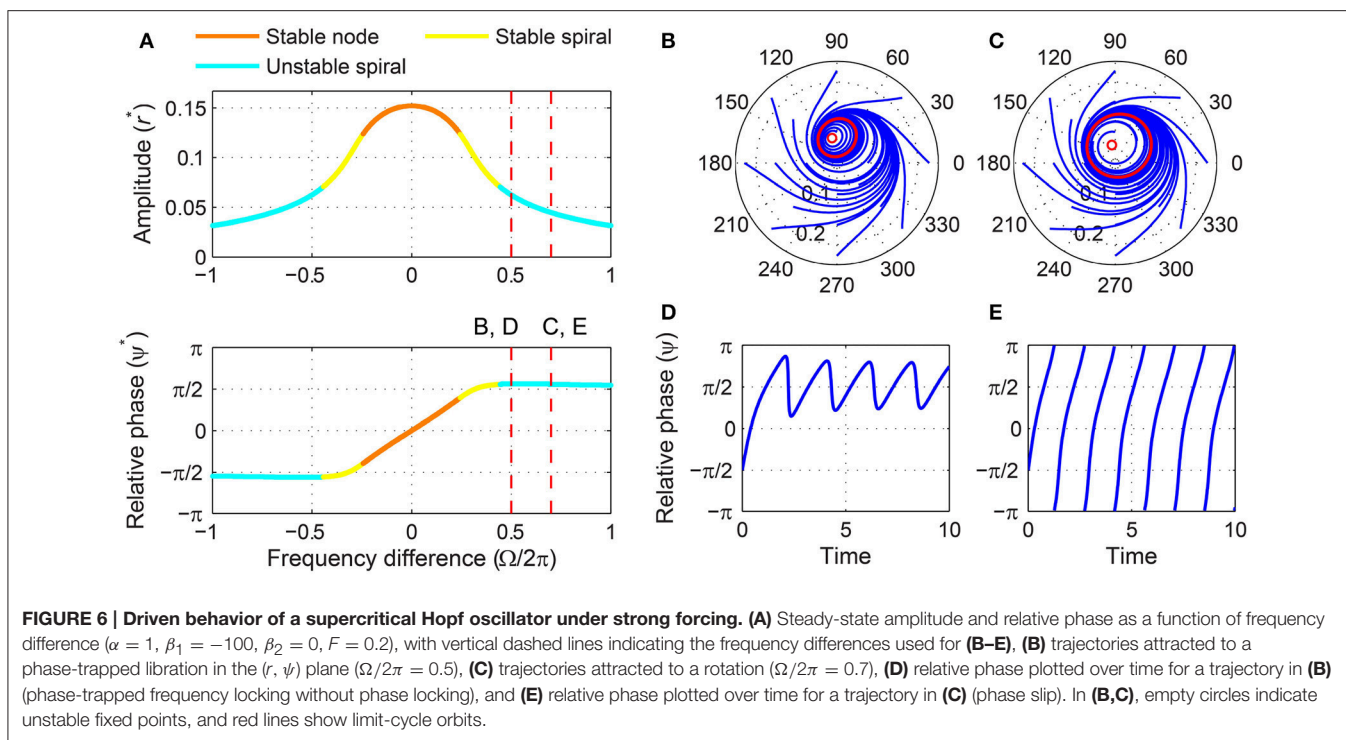 A
Stable node
Stable spiral
Unstable spiral
Amplitude (r*)
0.15
0.1
0.05
0
−1
−0.5
0
0.5
1
B, D
C, E
Relative phase (ψ*)
π
π/2
0
−π/2
−π
−1
−0.5
0
0.5
1
Frequency difference (Ω/2π)
B
90
120
60
150
30
180
0
0.1
0.2
210
330
240
300
270
C
90
120
60
150
30
180
0
0.1
0.2
210
330
240
300
270
D
Relative phase (ψ)
π
π/2
0
−π/2
−π
0
5
10
Time
E
π
π/2
0
−π/2
−π
0
5
10
Time
FIGURE 6 | Driven behavior of a supercritical Hopf oscillator under strong forcing. (A) Steady-state amplitude and relative phase as a function of frequency
difference (α = 1, β₁ = −100, β₂ = 0, F = 0.2), with vertical dashed lines indicating the frequency differences used for (B–E), (B) trajectories attracted to a
phase-trapped libration in the (r, ψ) plane (Ω/2π = 0.5), (C) trajectories attracted to a rotation (Ω/2π = 0.7), (D) relative phase plotted over time for a trajectory in (B)
(phase-trapped frequency locking without phase locking), and (E) relative phase plotted over time for a trajectory in (C) (phase slip). In (B,C), empty circles indicate
unstable fixed points, and red lines show limit-cycle orbits.